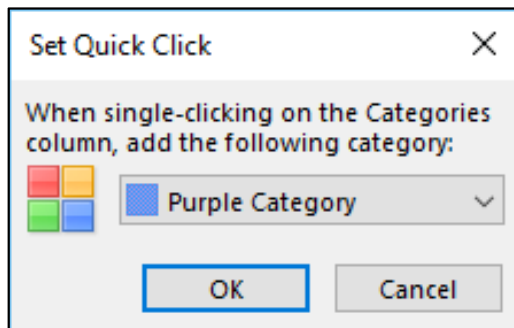 Set Quick Click
When single-clicking on the Categories
column, add the following category:
Purple Category
OK
Cancel